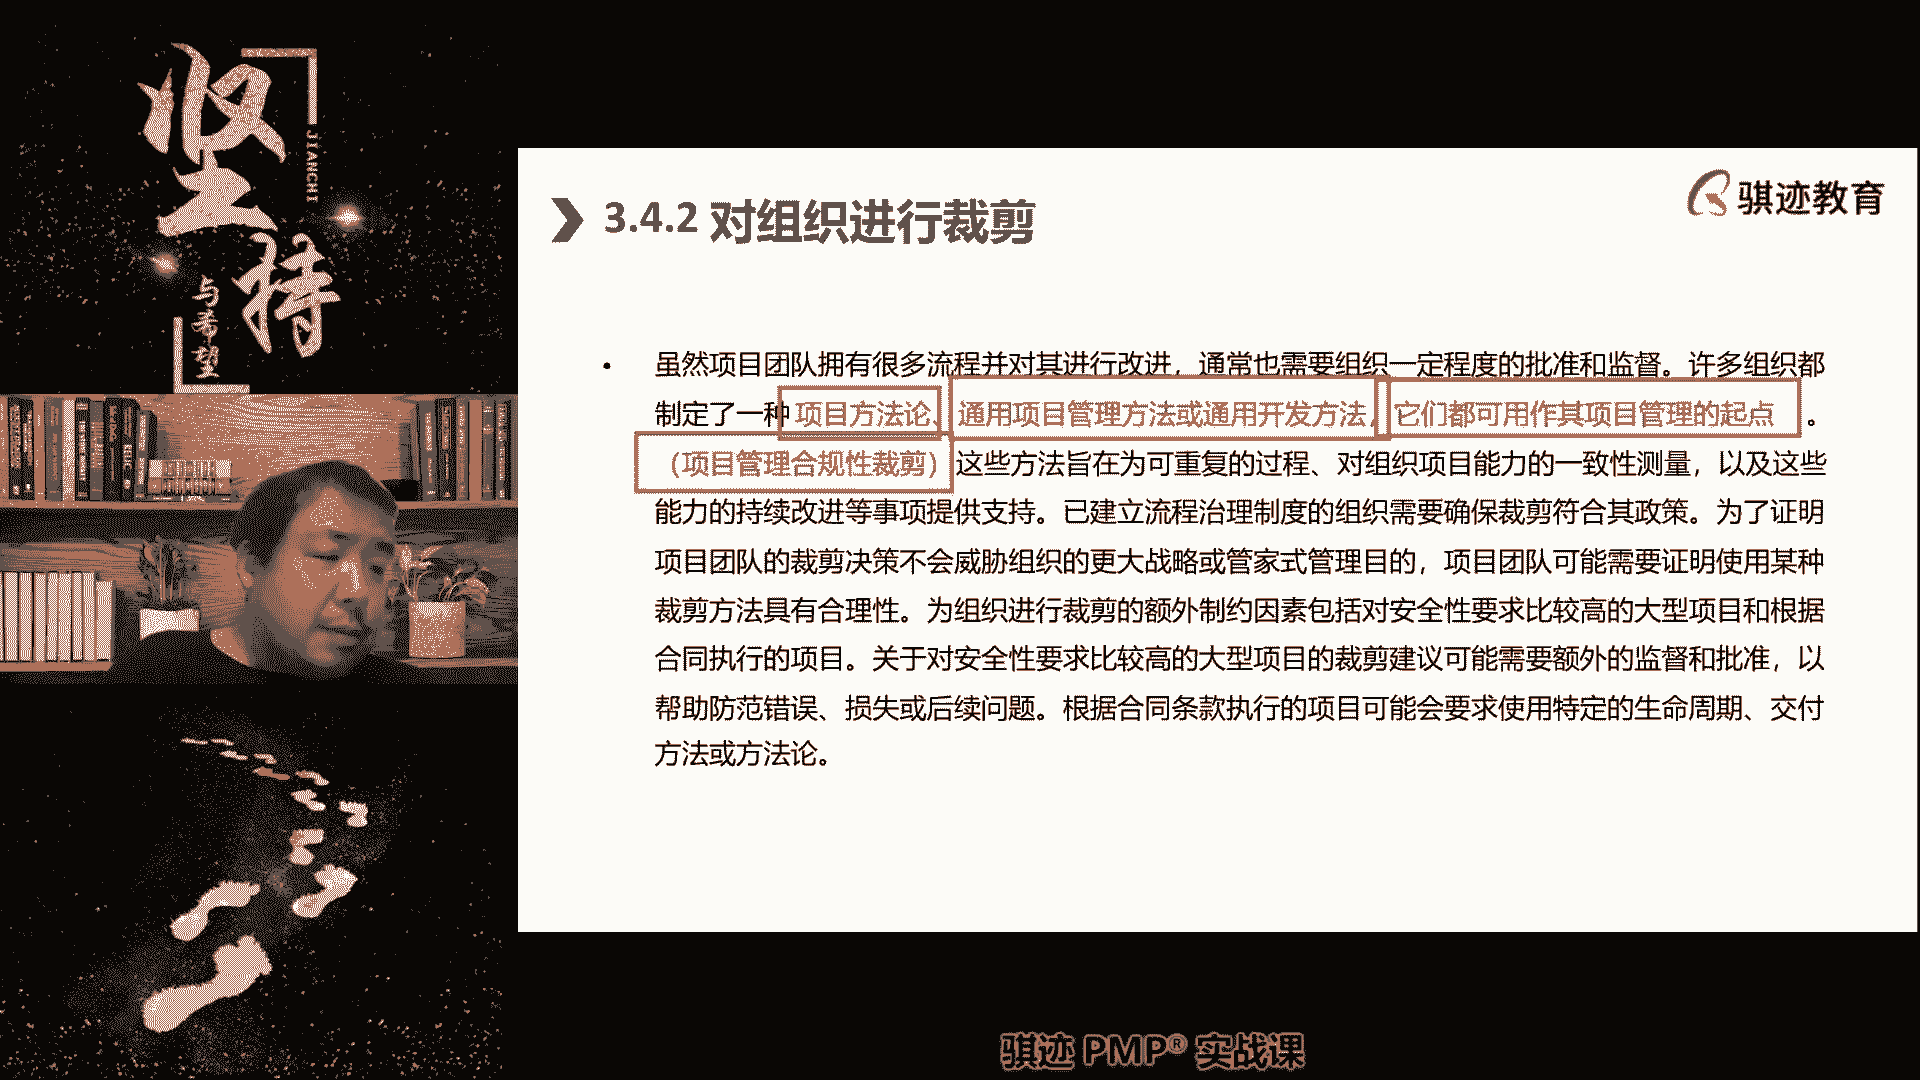 坚持
JIANCHI
与希望
骐迹教育
3.4.2 对组织进行裁剪
• 虽然项目团队拥有很多流程并对其进行改进，通常也需要组织一定程度的批准和监督。许多组织都
制定了一种 项目方法论、通用项目管理方法或通用开发方法，它们都可用作其项目管理的起点 。
（项目管理合规性裁剪）这些方法旨在为可重复的过程、对组织项目能力的一致性测量，以及这些
能力的持续改进等事项提供支持。已建立流程治理制度的组织需要确保裁剪符合其政策。为了证明
项目团队的裁剪决策不会威胁组织的更大战略或管家式管理目的，项目团队可能需要证明使用某种
裁剪方法具有合理性。为组织进行裁剪的额外制约因素包括对安全性要求比较高的大型项目和根据
合同执行的项目。关于对安全性要求比较高的大型项目的裁剪建议可能需要额外的监督和批准，以
帮助防范错误、损失或后续问题。根据合同条款执行的项目可能会要求使用特定的生命周期、交付
方法或方法论。
骐迹 PMP® 实战课